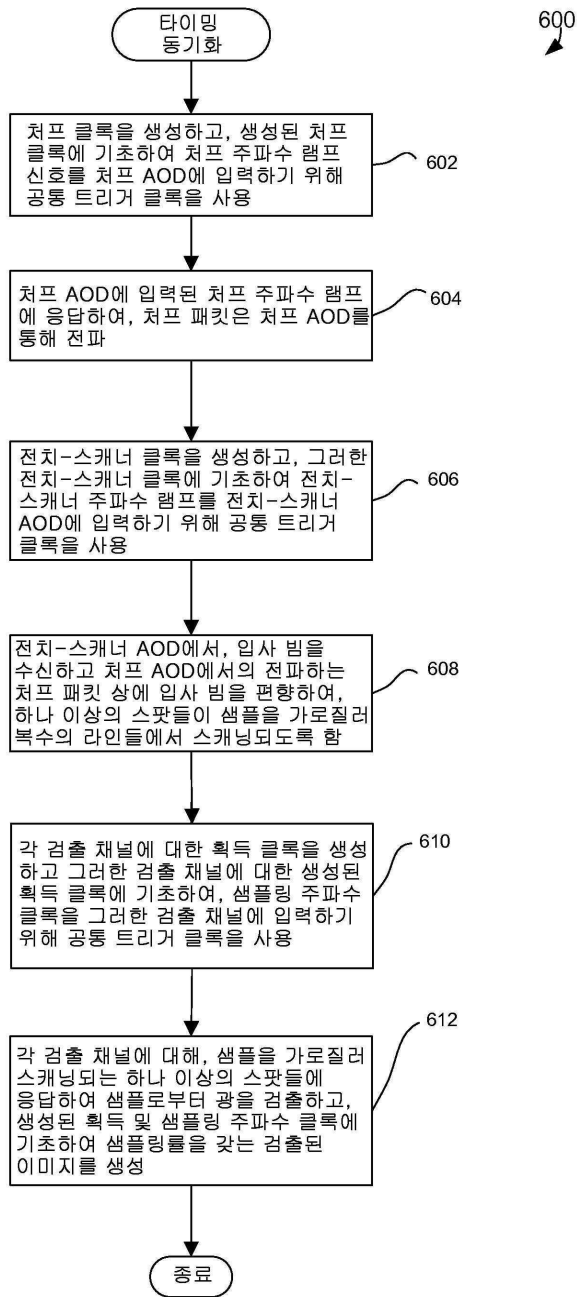 타이밍
동기화
600
처프 클록을 생성하고, 생성된 처프
클록에 기초하여 처프 주파수 램프
신호를 처프 AOD에 입력하기 위해
공통 트리거 클록을 사용
602
처프 AOD에 입력된 처프 주파수 램프
에 응답하여, 처프 패킷은 처프 AOD를
통해 전파
604
전치-스캐너 클록을 생성하고, 그러한
전치-스캐너 클록에 기초하여 전치-
스캐너 주파수 램프를 전치-스캐너
AOD에 입력하기 위해 공통 트리거
클록을 사용
606
전치-스캐너 AOD에서, 입사 빔을
수신하고 처프 AOD에서의 전파하는
처프 패킷 상에 입사 빔을 편향하여,
하나 이상의 스팟들이 샘플을 가로질러
복수의 라인들에서 스캐닝되도록 함
608
각 검출 채널에 대한 획득 클록을 생성
하고 그러한 검출 채널에 대한 생성된
획득 클록에 기초하여, 샘플링 주파수
클록을 그러한 검출 채널에 입력하기
위해 공통 트리거 클록을 사용
610
각 검출 채널에 대해, 샘플을 가로질러
스캐닝되는 하나 이상의 스팟들에
응답하여 샘플로부터 광을 검출하고,
생성된 획득 및 샘플링 주파수 클록에
기초하여 샘플링률을 갖는 검출된
이미지를 생성
612
종료